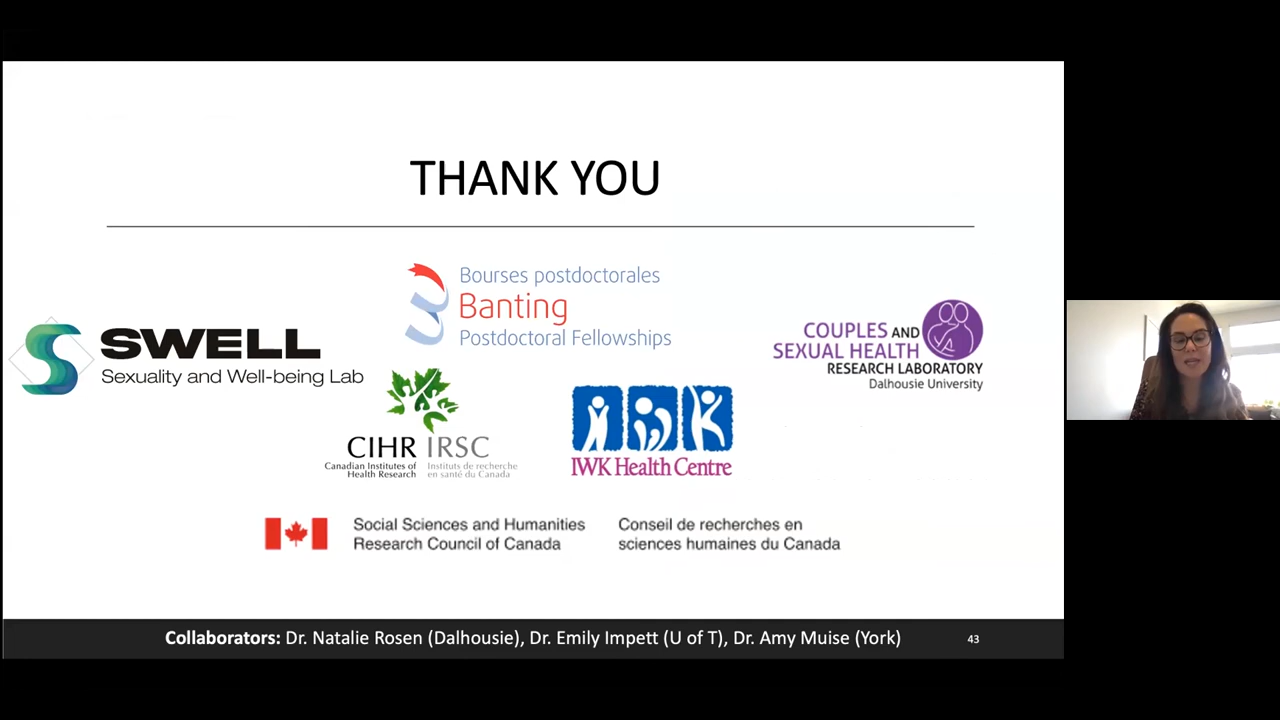 THANK YOU
Bourses postdoctorales
Banting
Postdoctoral Fellowships
SWELL
Sexuality and Well-being Lab
COUPLES AND
SEXUAL HEALTH
RESEARCH LABORATORY
Dalhousie University
CIHR IRSC
Canadian Institutes of Health Research
Instituts de recherche en santé du Canada
IWK
IWK Health Centre
Social Sciences and Humanities
Research Council of Canada
Conseil de recherches en
sciences humaines du Canada
Collaborators: Dr. Natalie Rosen (Dalhousie), Dr. Emily Impett (U of T), Dr. Amy Muise (York)
43